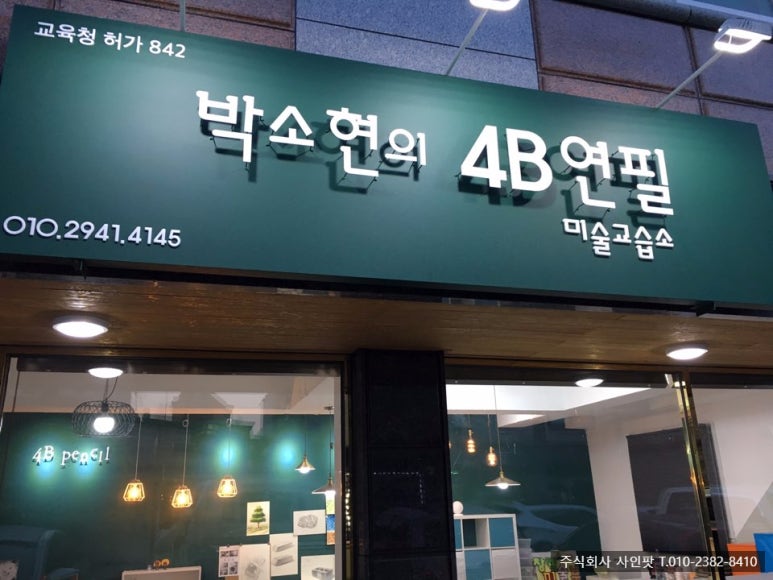 교육청 허가 842
박소현의 4B연필
미술교습소
010.2941.4145
4B pencil
주식회사 사인팟 T.010-2382-8410